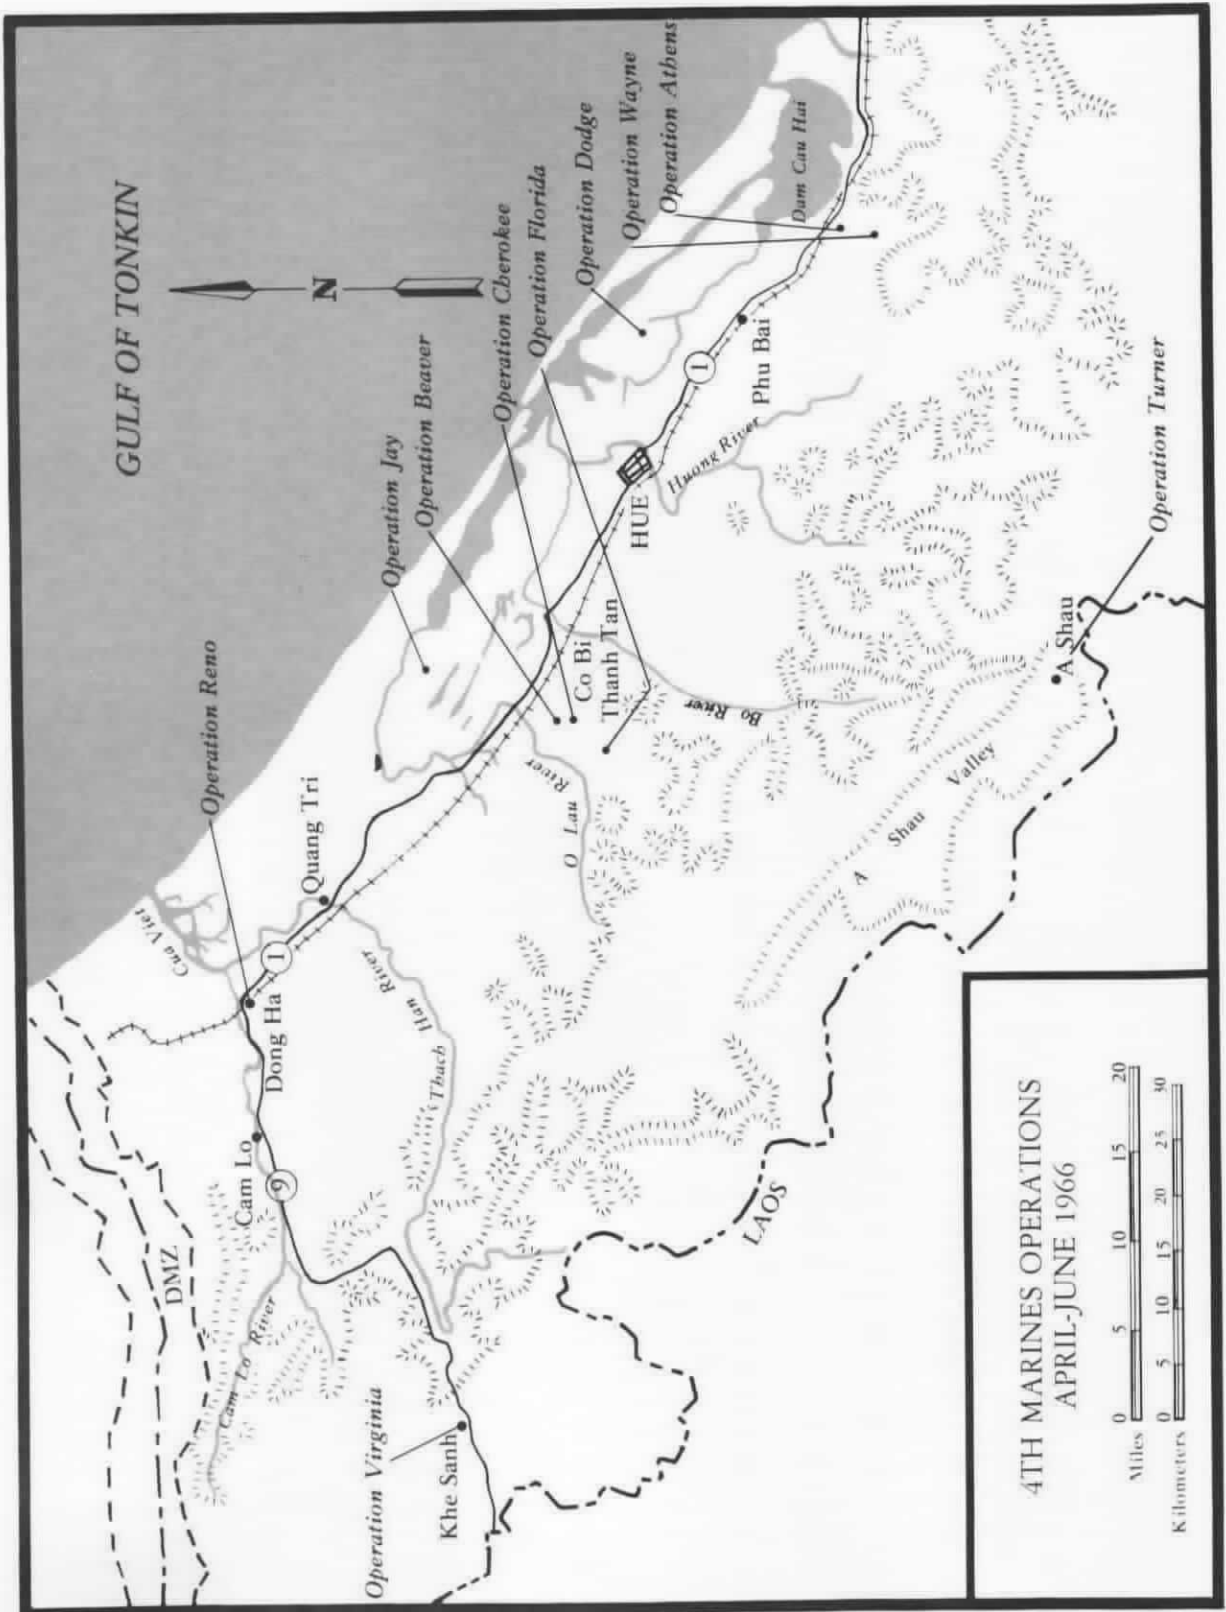 GULF OF TONKIN
N
Operation Reno
Operation Jay
Operation Beaver
Operation Cherokee
Operation Florida
Operation Dodge
Operation Wayne
Operation Athens
Dam Cau Hai
Cua Viet
DMZ
Dong Ha
1
Quang Tri
Cam Lo
9
Cam Lo River
Thach Han River
O Lau River
Co Bi
Thanh Tan
HUE
1
Huong River
Phu Bai
Bo River
Operation Virginia
Khe Sanh
LAOS
A Shau Valley
A Shau
Operation Turner
4TH MARINES OPERATIONS
APRIL-JUNE 1966
0 5 10 15 20
Miles
0 5 10 15 20 25 30
Kilometers